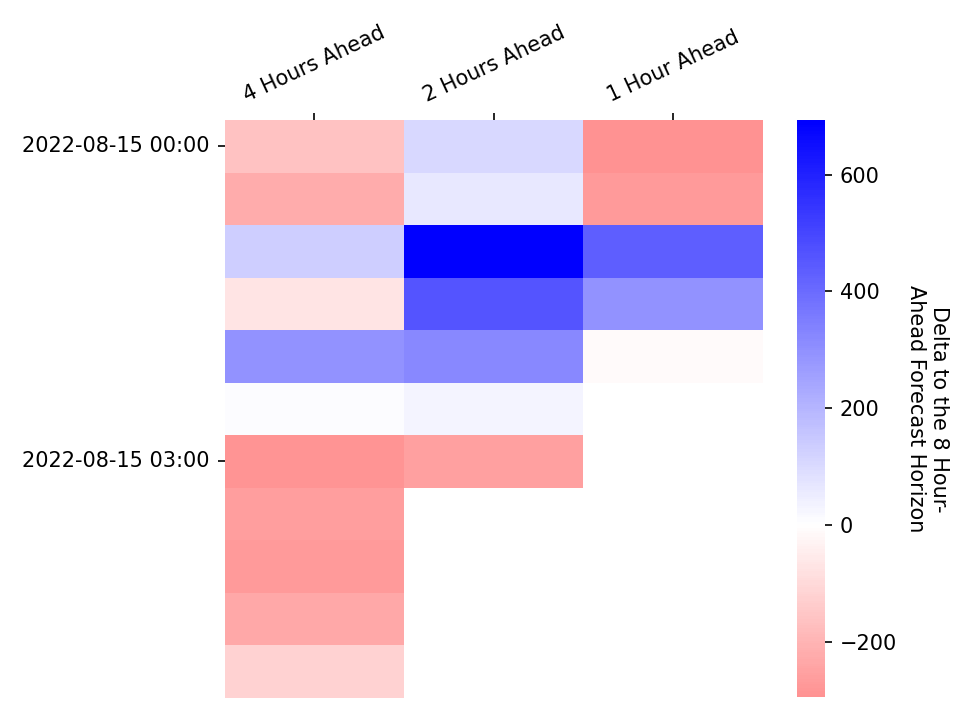 4 Hours Ahead
2 Hours Ahead
1 Hour Ahead
2022-08-15 00:00
2022-08-15 03:00
600
400
200
0
−200
Delta to the 8 Hour-
Ahead Forecast Horizon